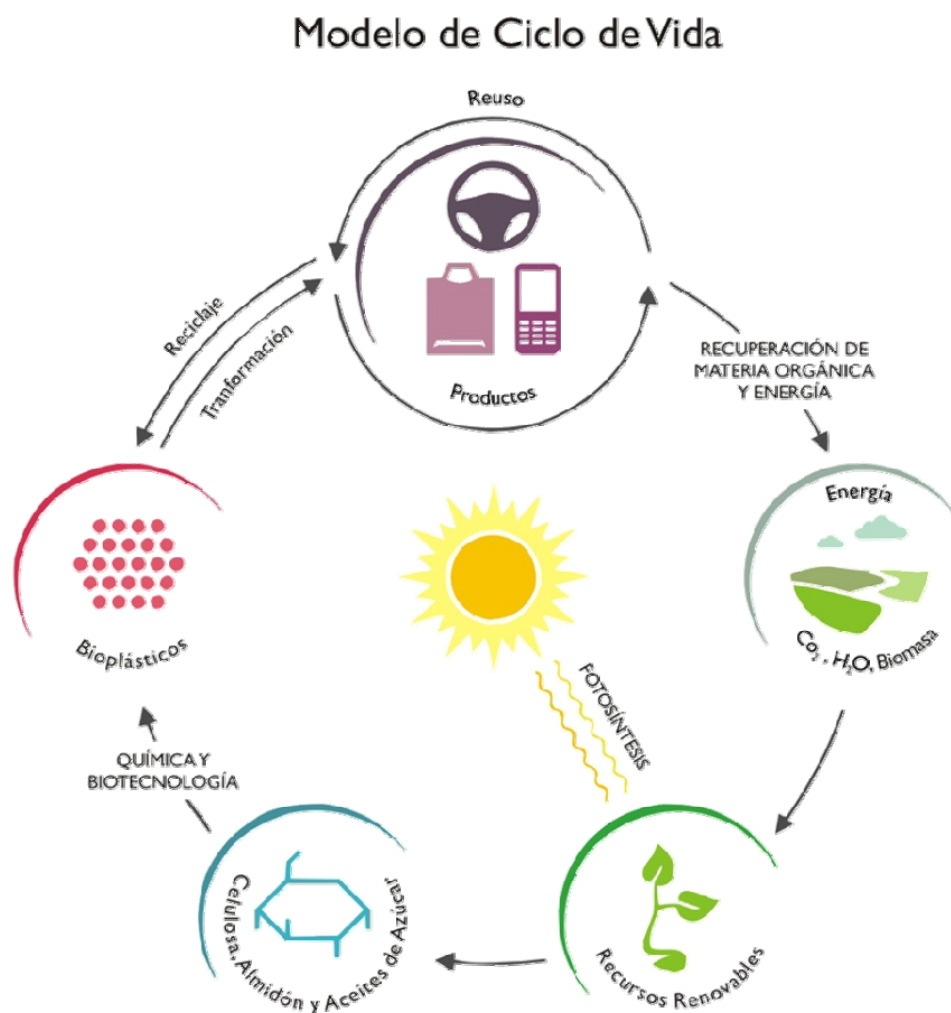 Modelo de Ciclo de Vida
Reuso
Productos
Reciclaje
Tranformación
RECUPERACIÓN DE
MATERIA ORGÁNICA
Y ENERGÍA
Energía
Co2 , H2O, Biomasa
Bioplásticos
FOTOSÍNTESIS
QUÍMICA Y
BIOTECNOLOGÍA
Celulosa, Almidón y Aceites de Azúcar
Recursos Renovables